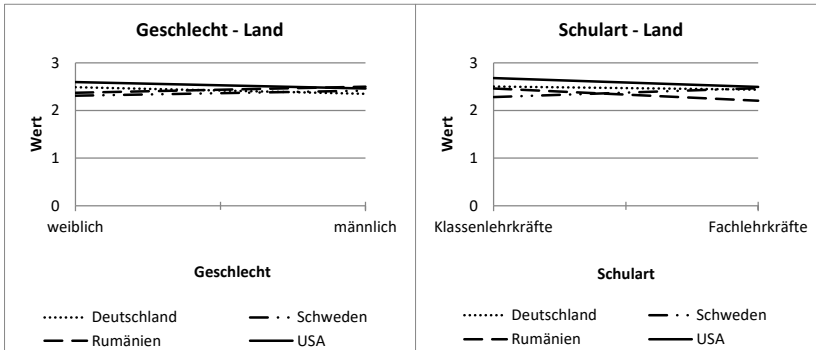 Geschlecht - Land
3
2
1
0
Wert
weiblich
männlich
Geschlecht
Deutschland
Schweden
Rumänien
USA
Schulart - Land
3
2
1
0
Wert
Klassenlehrkräfte
Fachlehrkräfte
Schulart
Deutschland
Schweden
Rumänien
USA